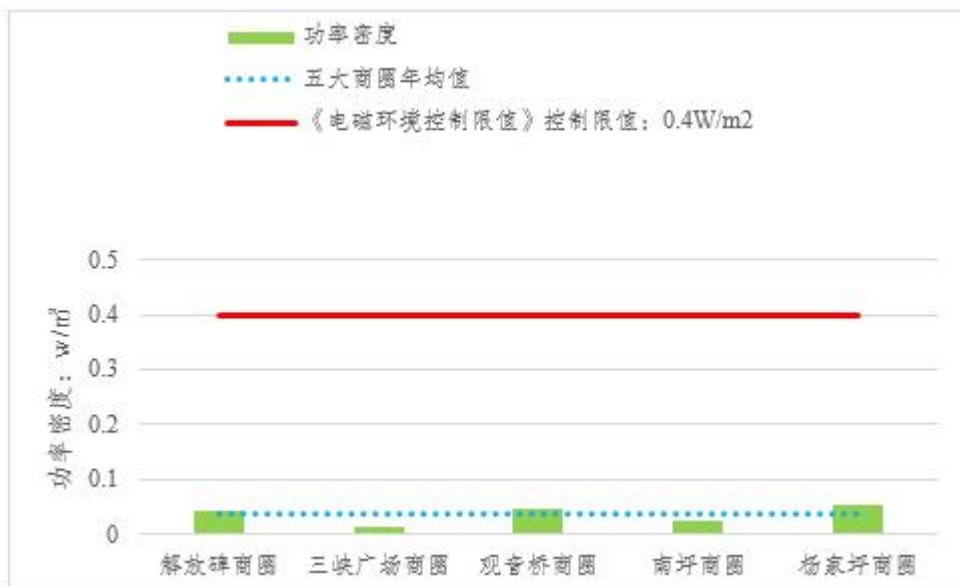 功率密度
五大商圈年均值
《电磁环境控制限值》控制限值：0.4W/m2
功率密度：w/㎡
0.5
0.4
0.3
0.2
0.1
0
解放碑商圈
三峡广场商圈
观音桥商圈
南坪商圈
杨家坪商圈